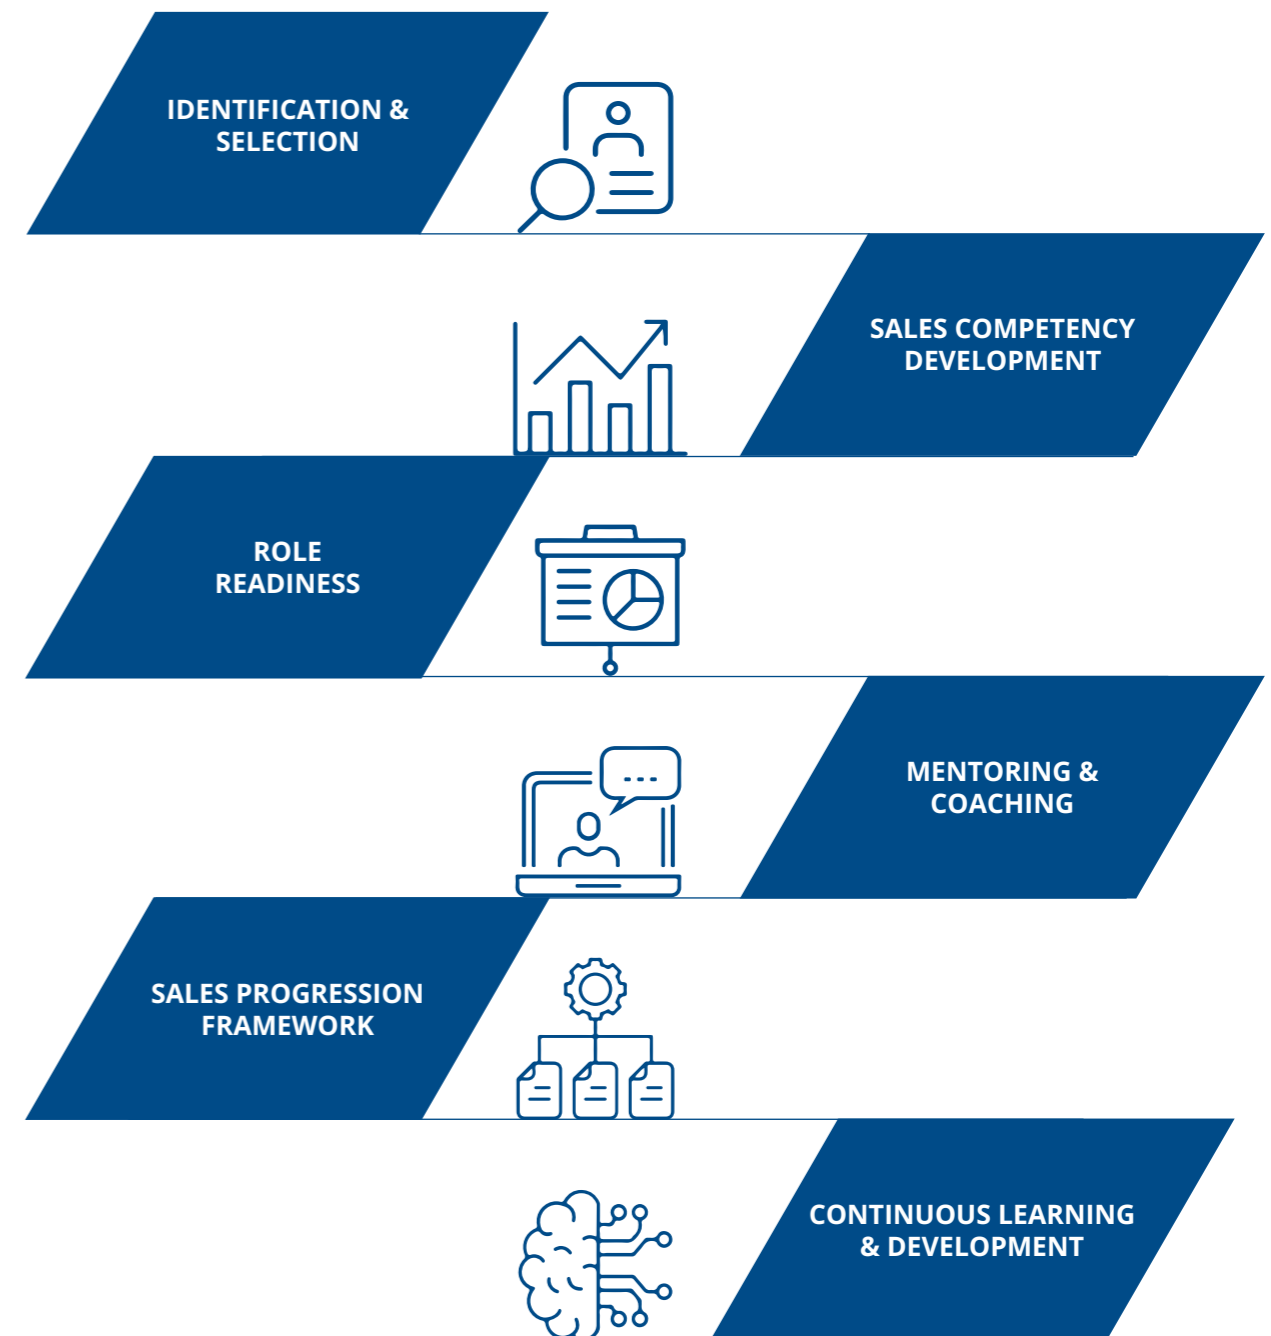 IDENTIFICATION &
SELECTION
SALES COMPETENCY
DEVELOPMENT
ROLE
READINESS
MENTORING &
COACHING
SALES PROGRESSION
FRAMEWORK
CONTINUOUS LEARNING
& DEVELOPMENT